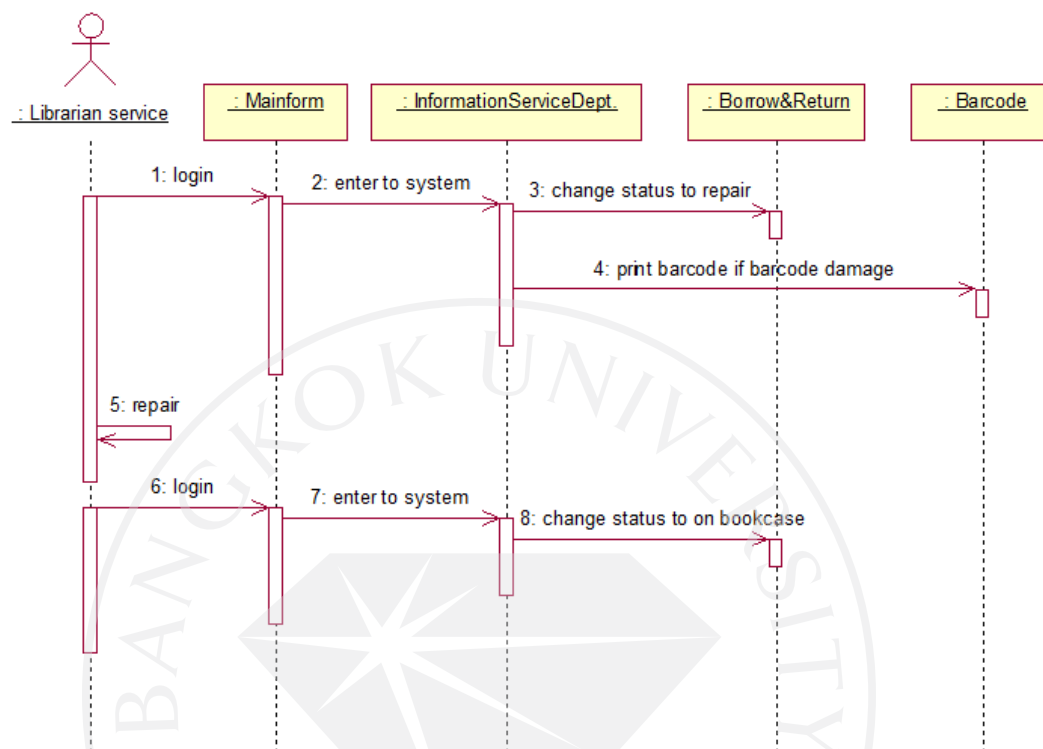 : Librarian service
: Mainform
: InformationServiceDept.
: Borrow&Return
: Barcode
1: login
2: enter to system
3: change status to repair
4: print barcode if barcode damage
5: repair
6: login
7: enter to system
8: change status to on bookcase
BANGKOK UNIVERSITY